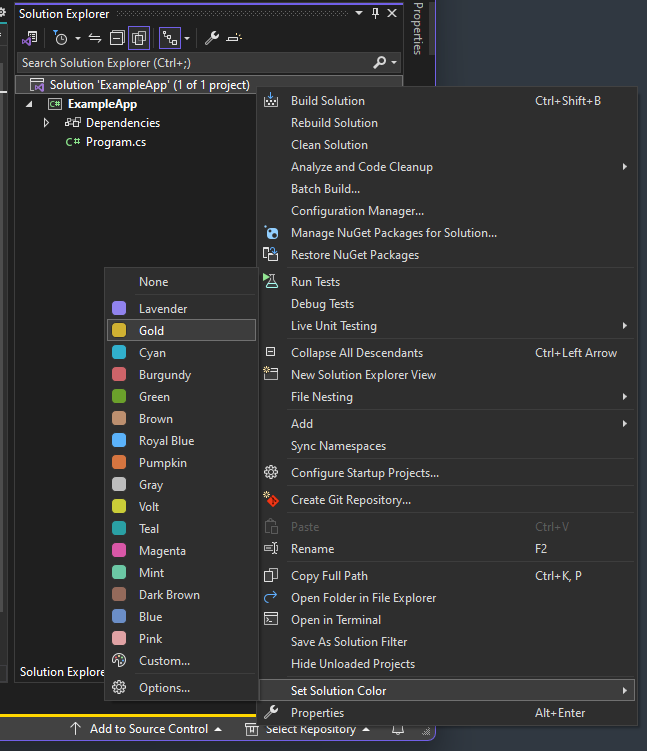 Solution Explorer
Properties
Search Solution Explorer (Ctrl+;)
Solution 'ExampleApp' (1 of 1 project)
C# ExampleApp
Dependencies
C# Program.cs
Build Solution Ctrl+Shift+B
Rebuild Solution
Clean Solution
Analyze and Code Cleanup
Batch Build...
Configuration Manager...
Manage NuGet Packages for Solution...
Restore NuGet Packages
Run Tests
Debug Tests
Live Unit Testing
Collapse All Descendants Ctrl+Left Arrow
New Solution Explorer View
File Nesting
Add
Sync Namespaces
Configure Startup Projects...
Create Git Repository...
Paste Ctrl+V
Rename F2
Copy Full Path Ctrl+K, P
Open Folder in File Explorer
Open in Terminal
Save As Solution Filter
Hide Unloaded Projects
Set Solution Color
Properties Alt+Enter
None
Lavender
Gold
Cyan
Burgundy
Green
Brown
Royal Blue
Pumpkin
Gray
Volt
Teal
Magenta
Mint
Dark Brown
Blue
Pink
Custom...
Options...
Solution Explore
Add to Source Control
Select Repository